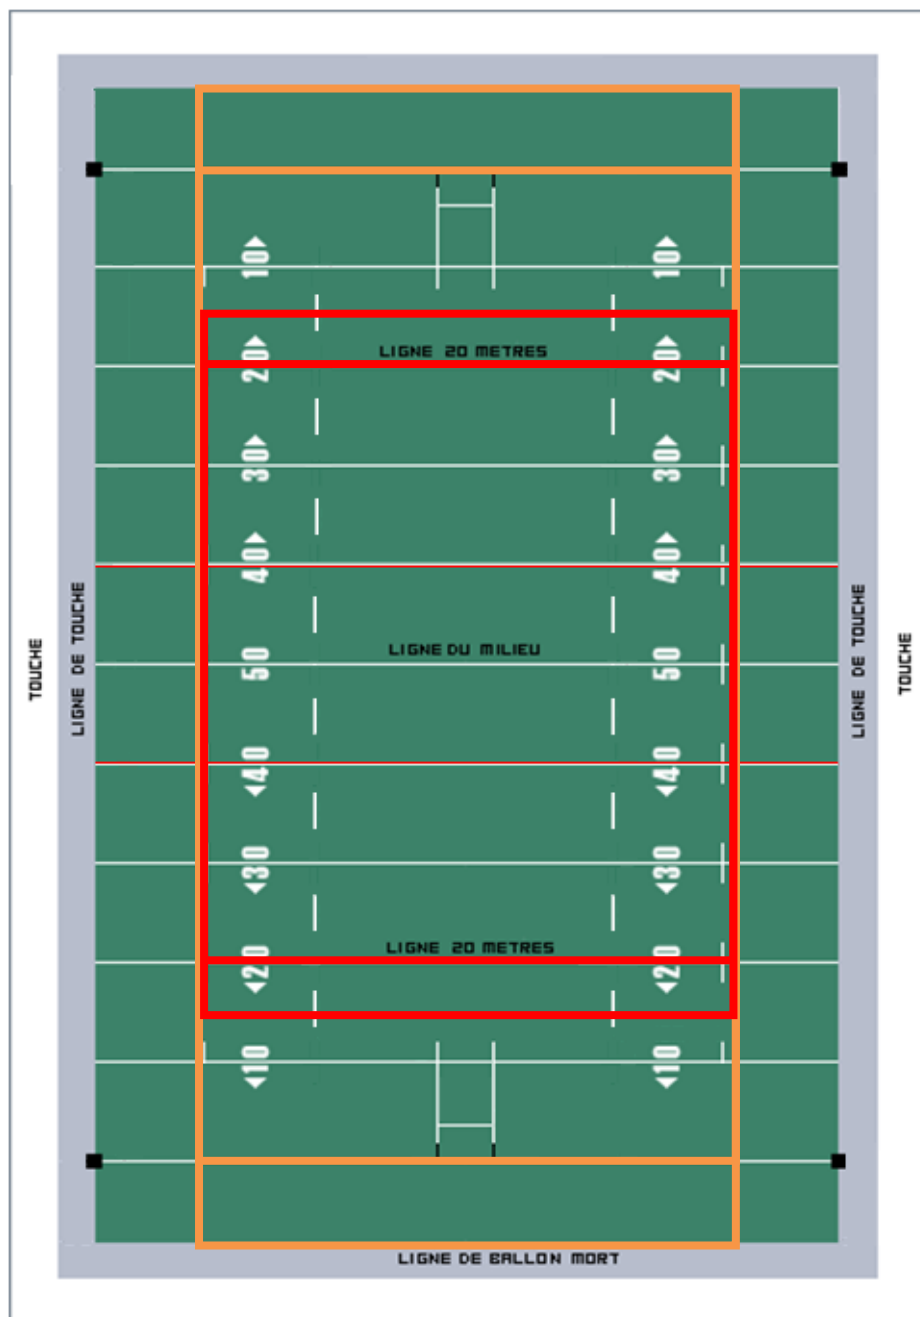 10 10
LIGNE 20 METRES
20 20
30 30
40 40
TOUCHE
LIGNE DE TOUCHE
LIGNE DU MILIEU
50 50
LIGNE DE TOUCHE
TOUCHE
40 40
30 30
LIGNE 20 METRES
20 20
10 10
LIGNE DE BALLON MORT